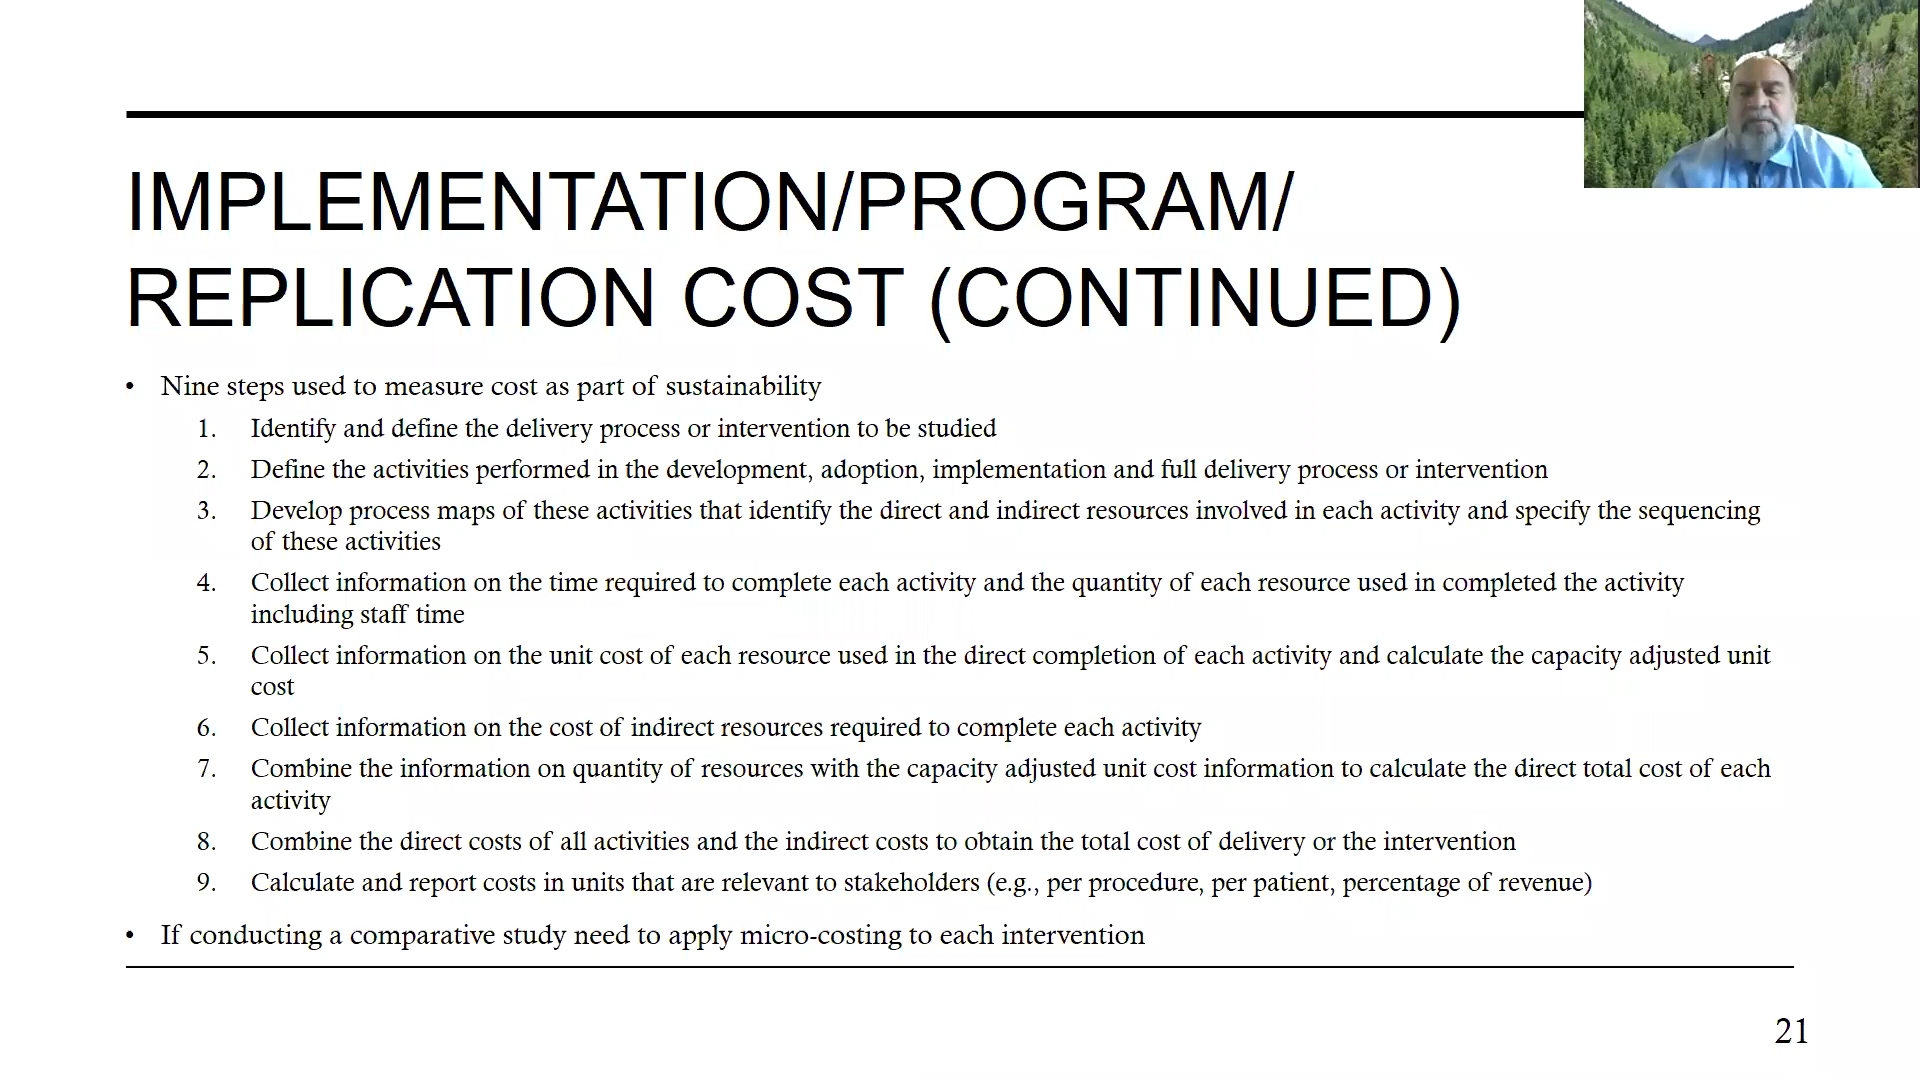 IMPLEMENTATION/PROGRAM/
REPLICATION COST (CONTINUED)
• Nine steps used to measure cost as part of sustainability
1. Identify and define the delivery process or intervention to be studied
2. Define the activities performed in the development, adoption, implementation and full delivery process or intervention
3. Develop process maps of these activities that identify the direct and indirect resources involved in each activity and specify the sequencing
of these activities
4. Collect information on the time required to complete each activity and the quantity of each resource used in completed the activity
including staff time
5. Collect information on the unit cost of each resource used in the direct completion of each activity and calculate the capacity adjusted unit
cost
6. Collect information on the cost of indirect resources required to complete each activity
7. Combine the information on quantity of resources with the capacity adjusted unit cost information to calculate the direct total cost of each
activity
8. Combine the direct costs of all activities and the indirect costs to obtain the total cost of delivery or the intervention
9. Calculate and report costs in units that are relevant to stakeholders (e.g., per procedure, per patient, percentage of revenue)
• If conducting a comparative study need to apply micro-costing to each intervention
21